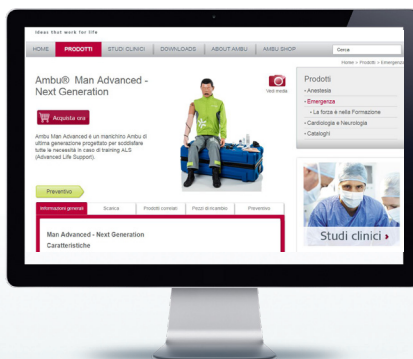 ideas that work for life
HOME PRODOTTI STUDI CLINICI DOWNLOADS ABOUT AMBU AMBU SHOP Cerca
Home > Prodotti > Emergenza
Ambu® Man Advanced -
Next Generation
Vedi media
Acquista ora
Ambu Man Advanced è un manichino Ambu di
ultima generazione progettato per soddisfare
tutte le necessità in caso di training ALS
(Advanced Life Support).
Preventivo
Informazioni generali Scarica Prodotti correlati Pezzi di ricambio Preventivo
Man Advanced - Next Generation
Caratteristiche
Prodotti
Anestesia
Emergenza
La forza è nella Formazione
Cardiologia e Neurologia
Cataloghi
Studi clinici